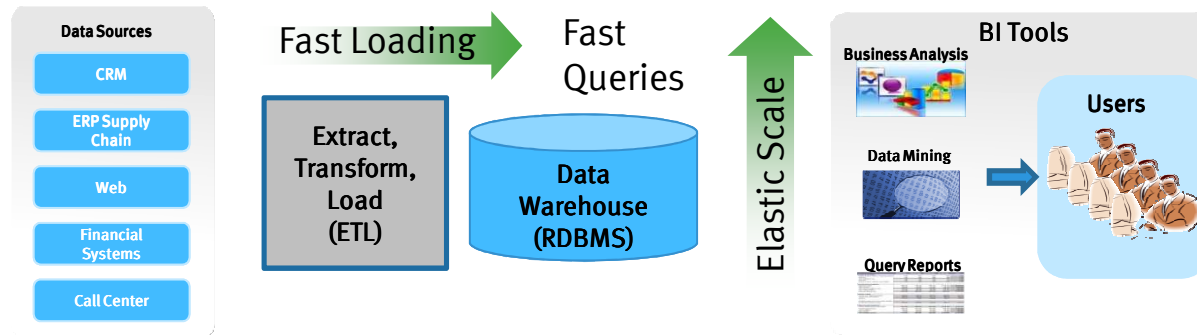 Data Sources
CRM
ERP Supply
Chain
Web
Financial
Systems
Call Center
Fast Loading
Extract,
Transform,
Load
(ETL)
Fast
Queries
Data
Warehouse
(RDBMS)
Elastic Scale
BI Tools
Business Analysis
Data Mining
Query Reports
Users